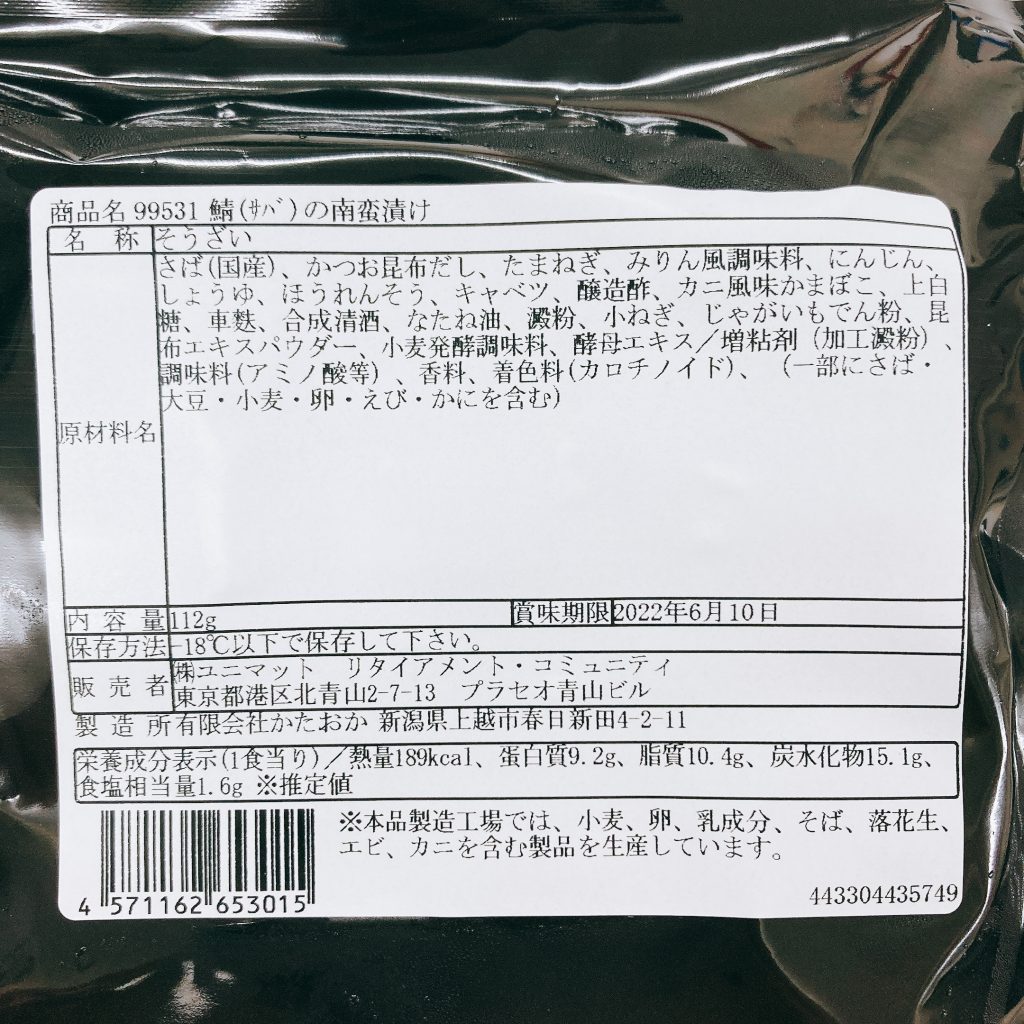 商品名 99531 鯖(ｻﾊﾞ)の南蛮漬け
名 称 そうざい
さば(国産)、かつお昆布だし、たまねぎ、みりん風調味料、にんじん、
しょうゆ、ほうれんそう、キャベツ、醸造酢、カニ風味かまぼこ、上白
糖、車麩、合成清酒、なたね油、澱粉、小ねぎ、じゃがいもでん粉、昆
布エキスパウダー、小麦発酵調味料、酵母エキス／増粘剤（加工澱粉）、
調味料(アミノ酸等)、香料、着色料(カロチノイド)、（一部にさば・
大豆・小麦・卵・えび・かにを含む)
原材料名
内 容 量 112g 賞味期限 2022年6月10日
保存方法 -18℃以下で保存して下さい。
販 売 者 ㈱ユニマット リタイアメント・コミュニティ
東京都港区北青山2-7-13 プラセオ青山ビル
製 造 所 有限会社かたおか 新潟県上越市春日新田4-2-11
栄養成分表示(1食当り)／熱量189kcal、蛋白質9.2g、脂質10.4g、炭水化物15.1g、
食塩相当量1.6g ※推定値
※本品製造工場では、小麦、卵、乳成分、そば、落花生、
エビ、カニを含む製品を生産しています。
4 571162 653015
443304435749